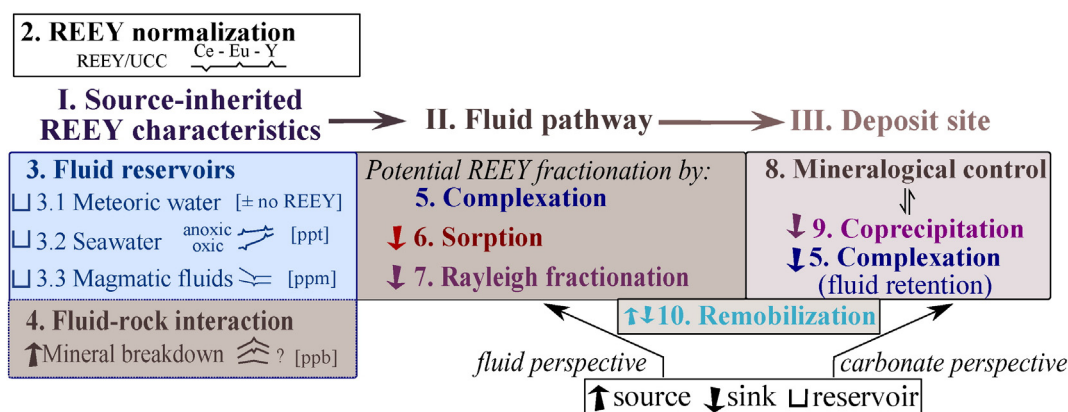 2. REEY normalization
REEY/UCC Ce - Eu - Y
I. Source-inherited
REEY characteristics
II. Fluid pathway
III. Deposit site
3. Fluid reservoirs
3.1 Meteoric water [± no REEY]
3.2 Seawater anoxic [ppt]
oxic
3.3 Magmatic fluids [ppm]
4. Fluid-rock interaction
Mineral breakdown ? [ppb]
Potential REEY fractionation by:
5. Complexation
6. Sorption
7. Rayleigh fractionation
8. Mineralogical control
9. Coprecipitation
5. Complexation
(fluid retention)
10. Remobilization
fluid perspective
carbonate perspective
source sink reservoir